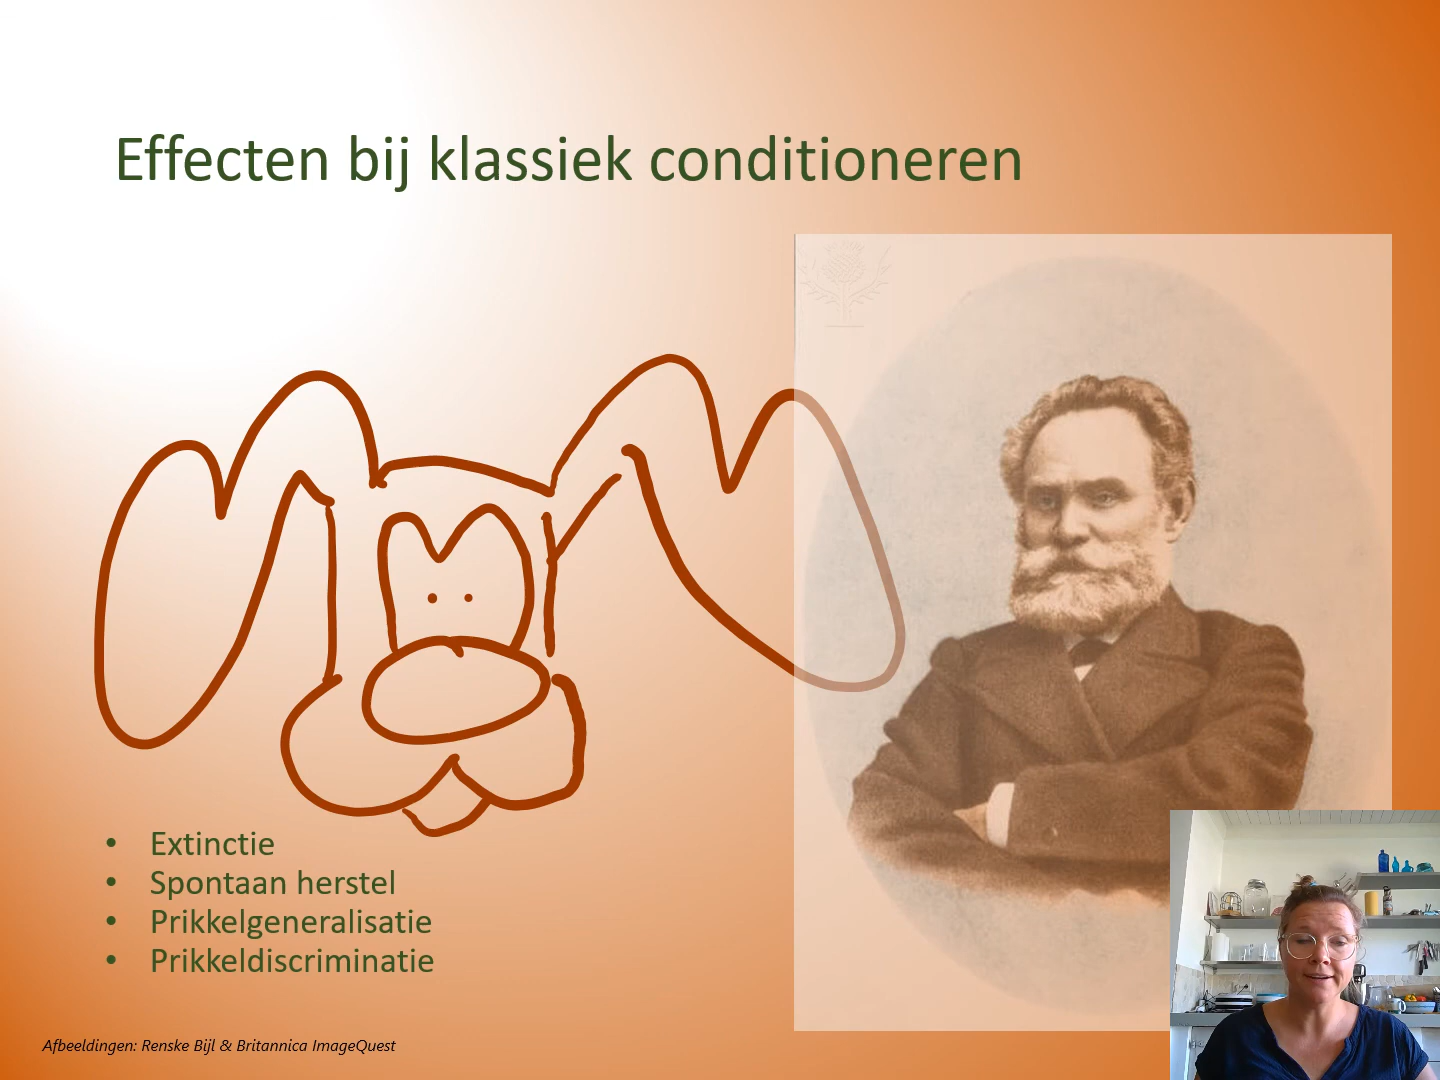 Effecten bij klassiek conditioneren
• Extinctie
• Spontaan herstel
• Prikkelgeneralisatie
• Prikkeldiscriminatie
Afbeeldingen: Renske Bijl & Britannica ImageQuest